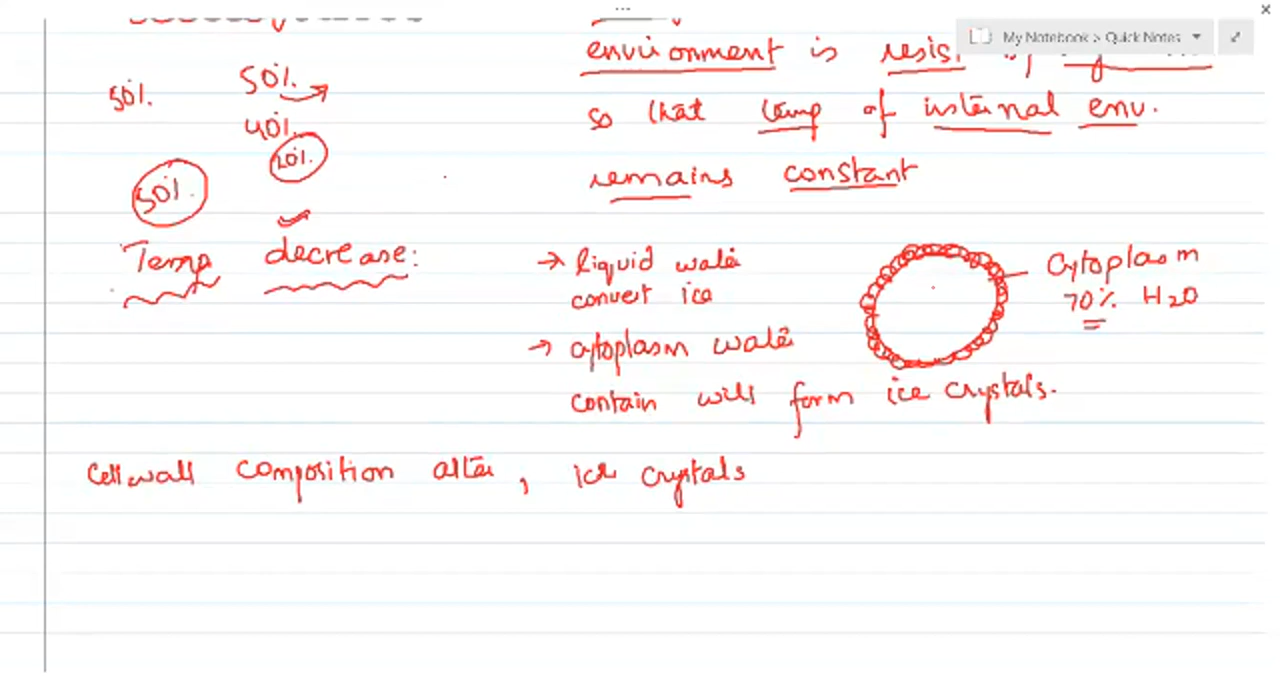 ...
My Notebook > Quick Notes
environment is resis
so that temp of internal env.
remains constant
50%.
50%.
40%.
20%.
50%.
Temp decrease:
→ liquid wate
convert ice
→ cytoplasm wate
contain will form ice crystals.
Cytoplasm
70% H2O
Cell wall composition alter, ice crystals